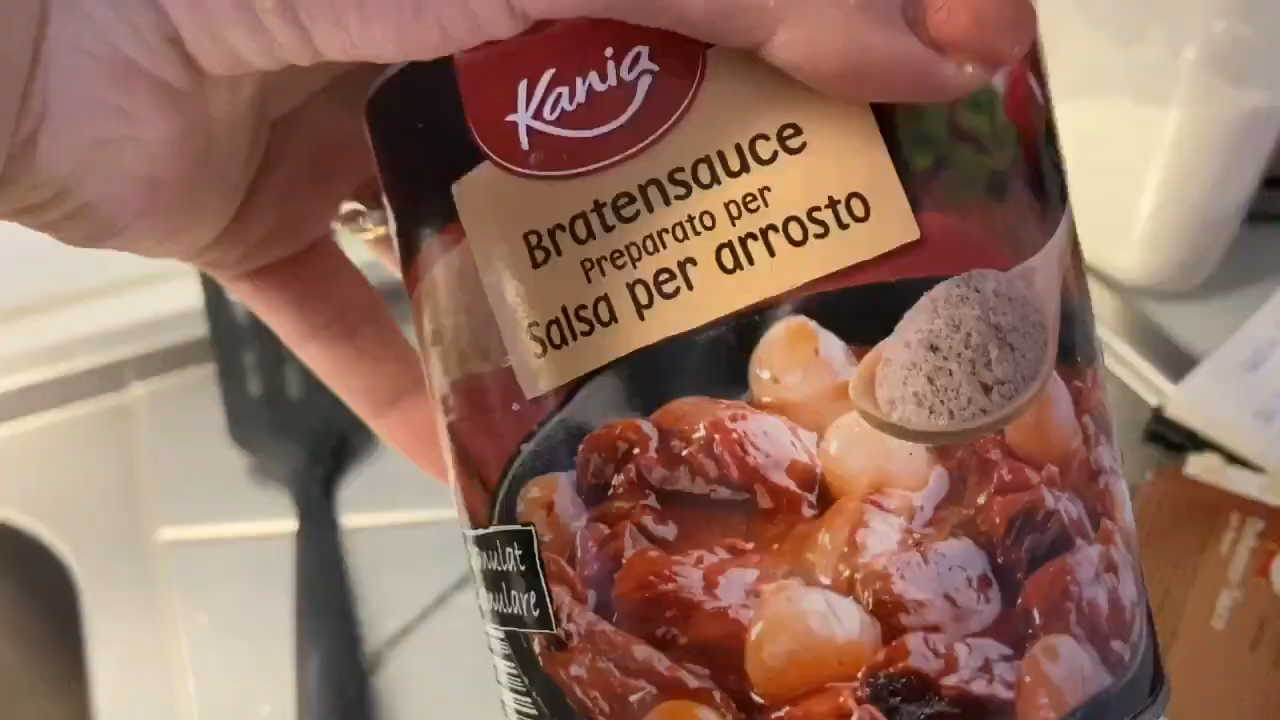 Kania
Bratensauce
Preparato per
Salsa per arrosto